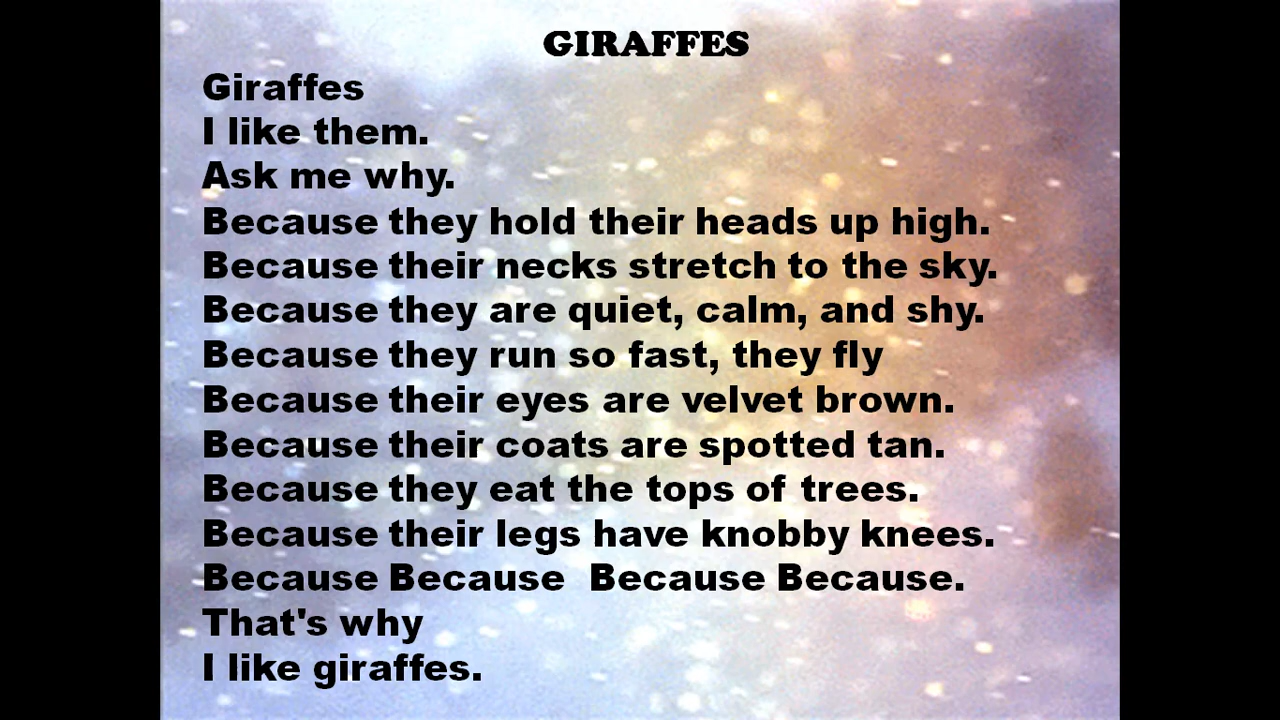 GIRAFFES
Giraffes
I like them.
Ask me why.
Because they hold their heads up high.
Because their necks stretch to the sky.
Because they are quiet, calm, and shy.
Because they run so fast, they fly
Because their eyes are velvet brown.
Because their coats are spotted tan.
Because they eat the tops of trees.
Because their legs have knobby knees.
Because Because  Because Because.
That's why
I like giraffes.